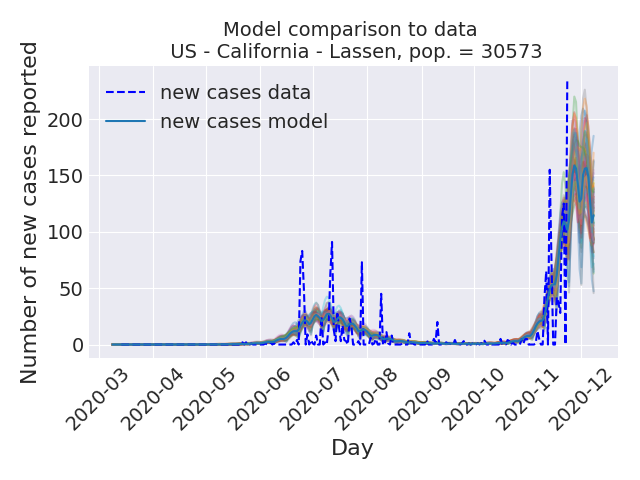 Model comparison to data
US - California - Lassen, pop. = 30573
Number of new cases reported
200
150
100
50
0
new cases data
new cases model
2020-03
2020-04
2020-05
2020-06
2020-07
2020-08
2020-09
2020-10
2020-11
2020-12
Day